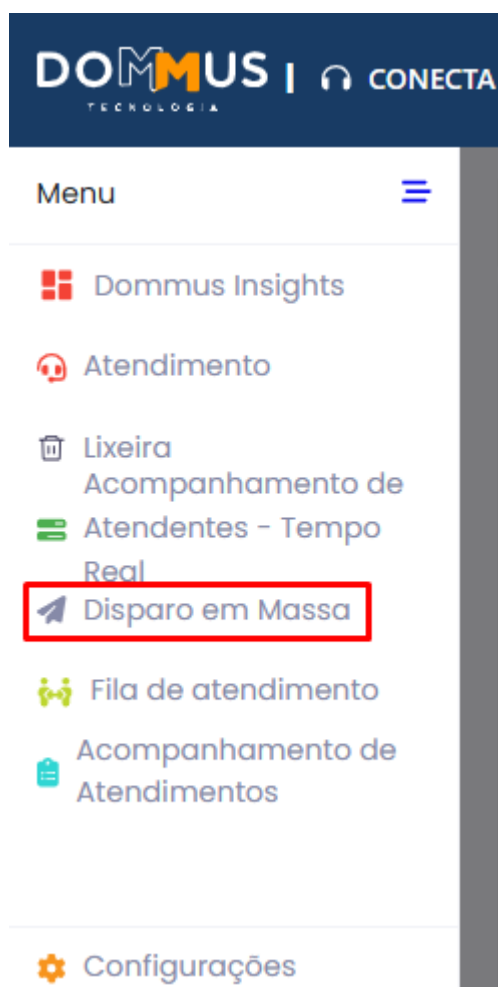 DOMMUS | CONECTA
TECNOLOGIA
Menu
Dommus Insights
Atendimento
Lixeira
Acompanhamento de
Atendentes - Tempo
Real
Disparo em Massa
Fila de atendimento
Acompanhamento de
Atendimentos
Configurações